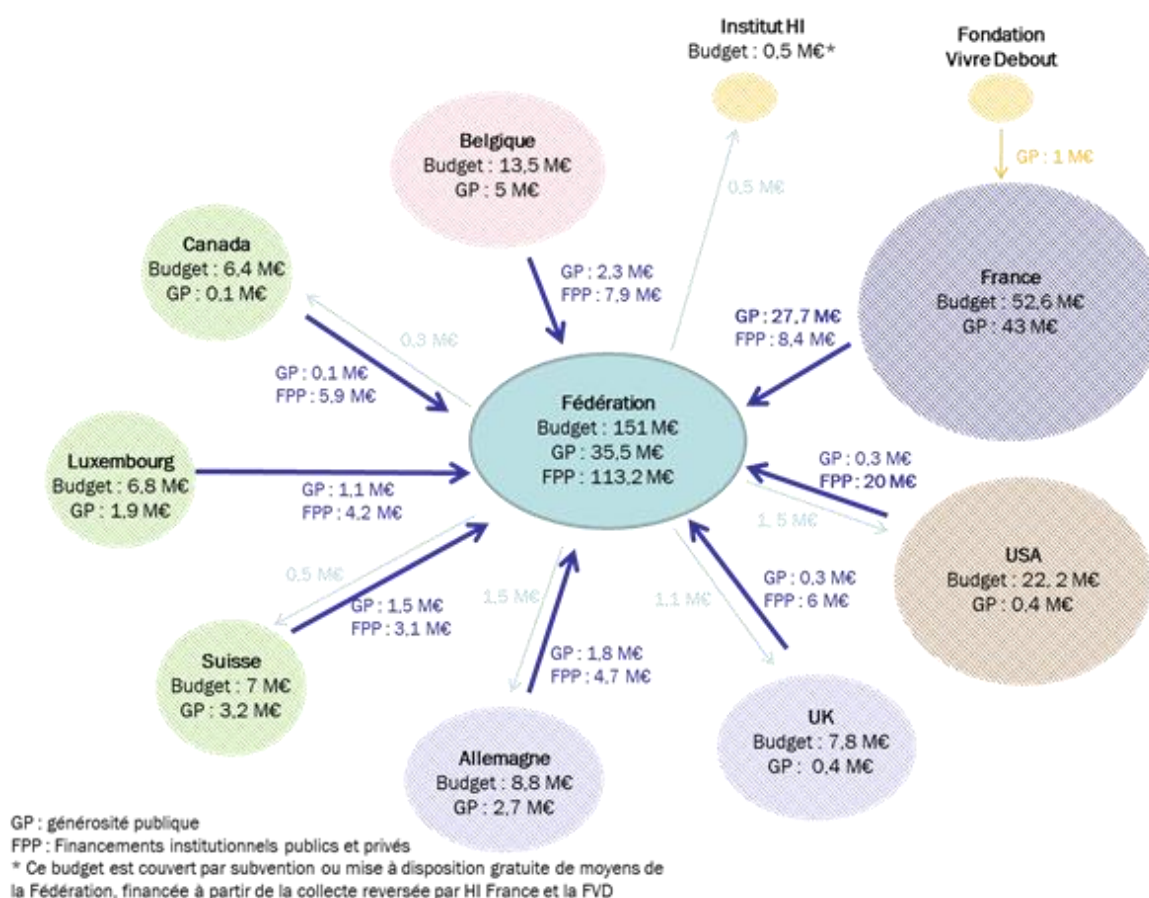 Institut HI
Budget : 0,5 M€*
Fondation
Vivre Debout
Belgique
Budget : 13,5 M€
GP : 5 M€
0,5 M€
GP : 1 M€
Canada
Budget : 6,4 M€
GP : 0,1 M€
GP : 2,3 M€
FPP : 7,9 M€
France
Budget : 52,6 M€
GP : 43 M€
0,3 M€
GP : 27,7 M€
FPP : 8,4 M€
GP : 0,1 M€
FPP : 5,9 M€
Fédération
Budget : 151 M€
GP : 35,5 M€
FPP : 113,2 M€
Luxembourg
Budget : 6,8 M€
GP : 1,9 M€
GP : 1,1 M€
FPP : 4,2 M€
GP : 0,3 M€
FPP : 20 M€
1, 5 M€
USA
Budget : 22, 2 M€
GP : 0,4 M€
0,5 M€
GP : 1,5 M€
FPP : 3,1 M€
1,5 M€
1,1 M€
GP : 0,3 M€
FPP : 6 M€
Suisse
Budget : 7 M€
GP : 3,2 M€
GP : 1,8 M€
FPP : 4,7 M€
Allemagne
Budget : 8,8 M€
GP : 2,7 M€
UK
Budget : 7,8 M€
GP : 0,4 M€
GP : générosité publique
FPP : Financements institutionnels publics et privés
* Ce budget est couvert par subvention ou mise à disposition gratuite de moyens de
la Fédération, financée à partir de la collecte reversée par HI France et la FVD